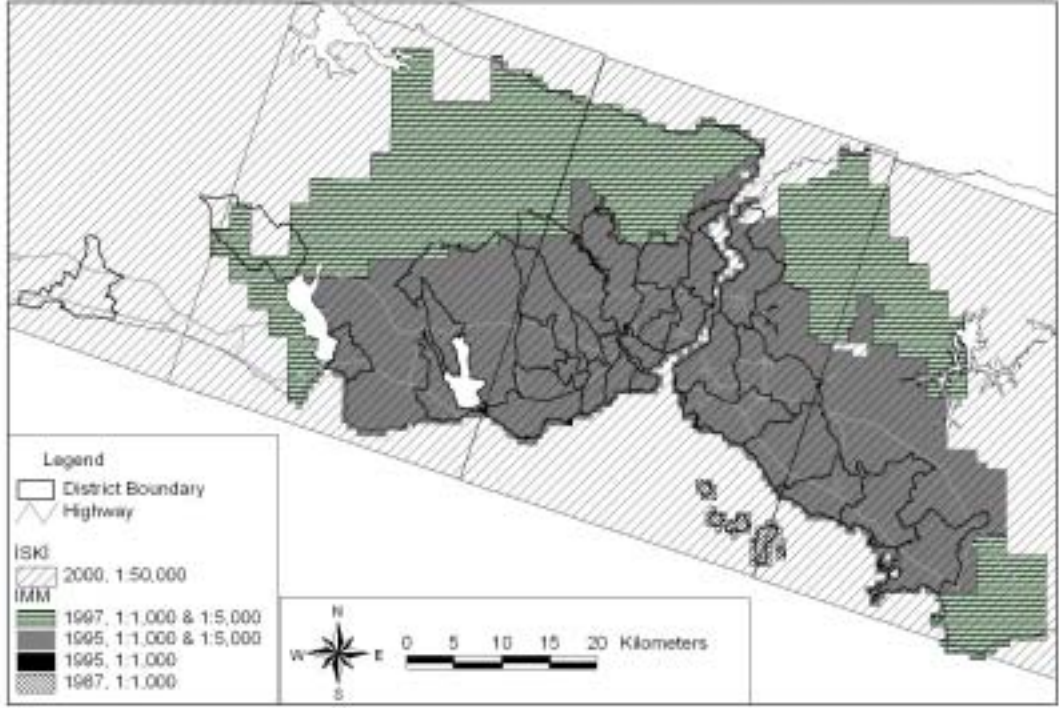 Legend
District Boundary
Highway
İSKİ
2000, 1:50,000
IMM
1997, 1:1,000 & 1:5,000
1995, 1:1,000 & 1:5,000
1995, 1:1,000
1987, 1:1,000
N
W E
S
0 5 10 15 20 Kilometers